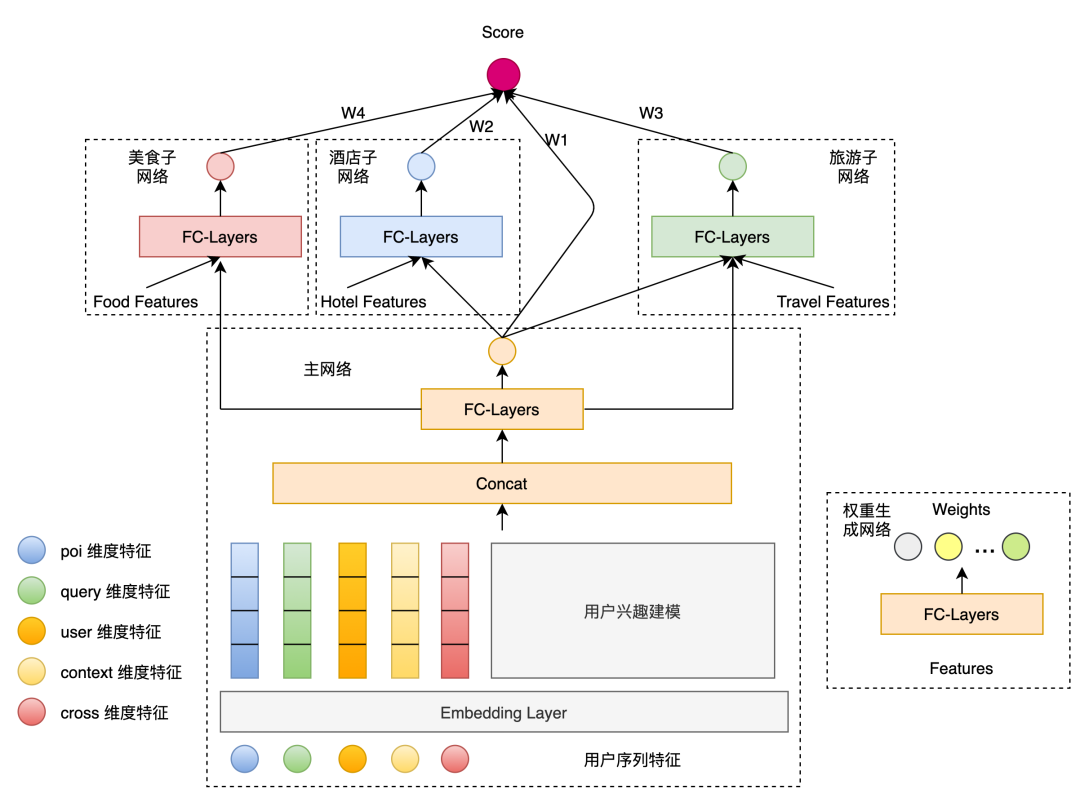 Score
W4
W2
W1
W3
美食子
网络
酒店子
网络
旅游子
网络
FC-Layers
FC-Layers
FC-Layers
Food Features
Hotel Features
Travel Features
主网络
FC-Layers
Concat
用户兴趣建模
Embedding Layer
用户序列特征
poi 维度特征
query 维度特征
user 维度特征
context 维度特征
cross 维度特征
权重生
成网络
Weights
...
FC-Layers
Features